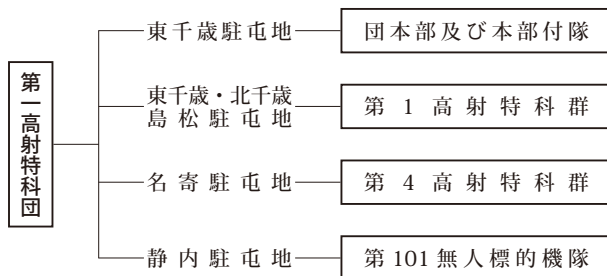 第一高射特科団
東千歳駐屯地
団本部及び本部付隊
東千歳・北千歳
島松駐屯地
第1高射特科群
名寄駐屯地
第4高射特科群
静内駐屯地
第101無人標的機隊